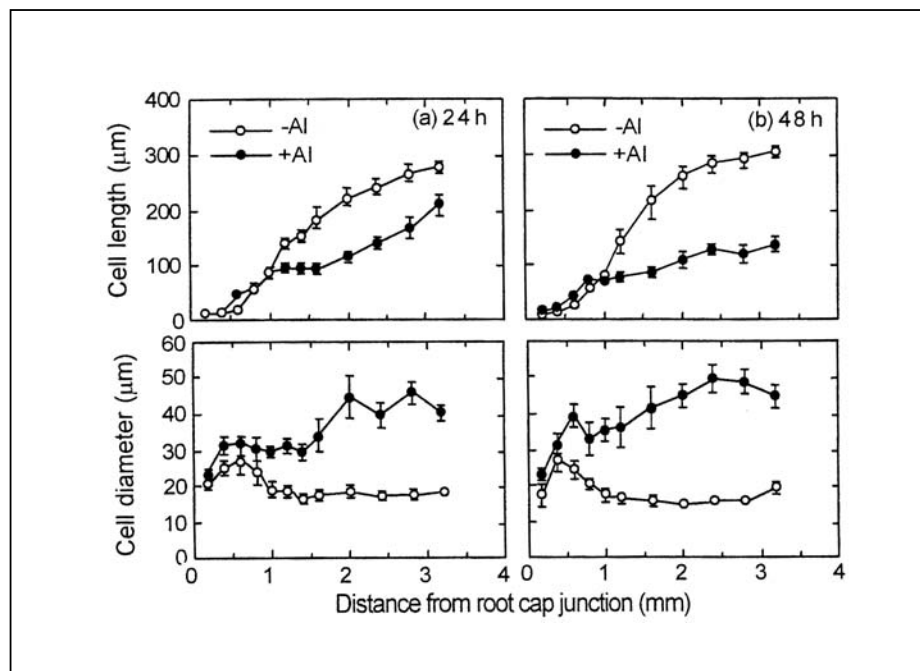 (a) 24 h
-Al
+Al
(b) 48 h
-Al
+Al
Cell length (μm)
400
300
200
100
0
Cell diameter (μm)
60
50
40
30
20
10
0
0 1 2 3 4
0 1 2 3 4
Distance from root cap junction (mm)